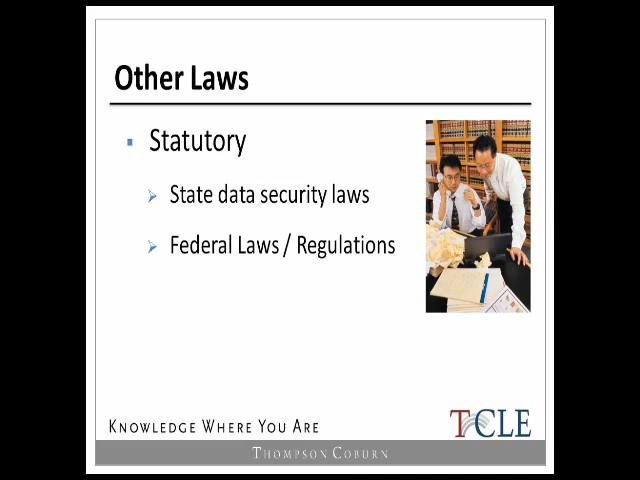 Other Laws
Statutory
State data security laws
Federal Laws / Regulations
KNOWLEDGE WHERE YOU ARE
TCLE
THOMPSON COBURN